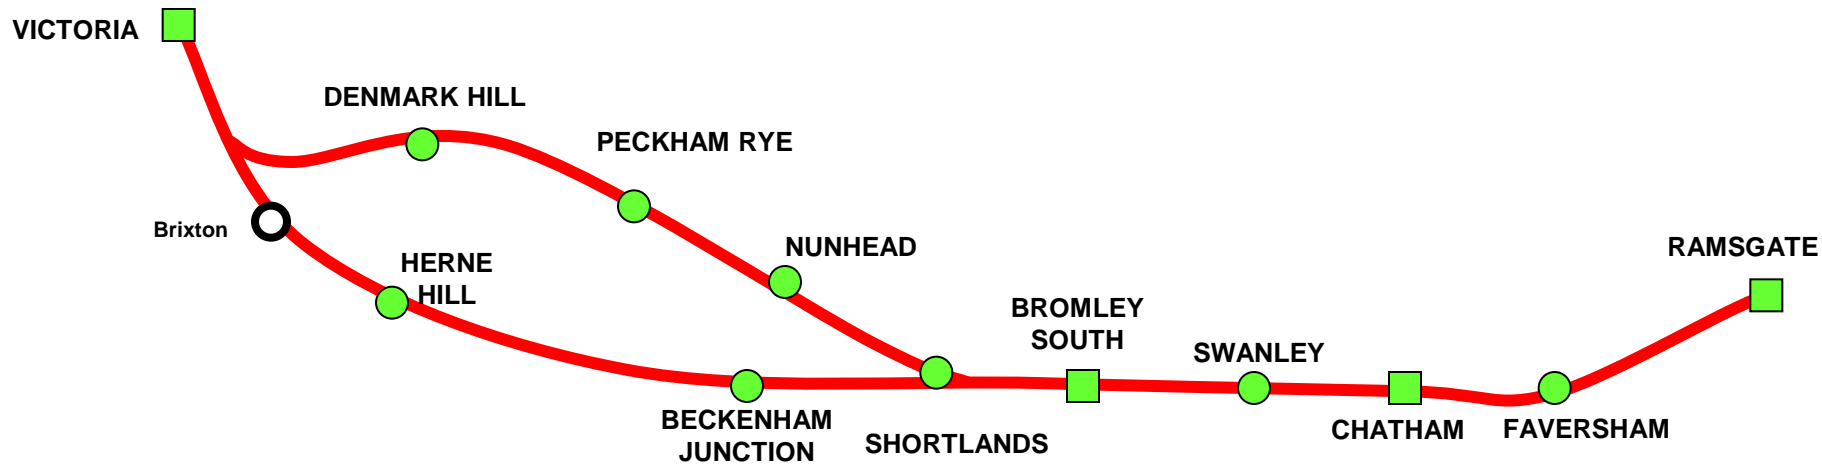 VICTORIA
DENMARK HILL
PECKHAM RYE
Brixton
HERNE
HILL
NUNHEAD
BROMLEY
SOUTH
RAMSGATE
SWANLEY
BECKENHAM
JUNCTION
SHORTLANDS
CHATHAM
FAVERSHAM